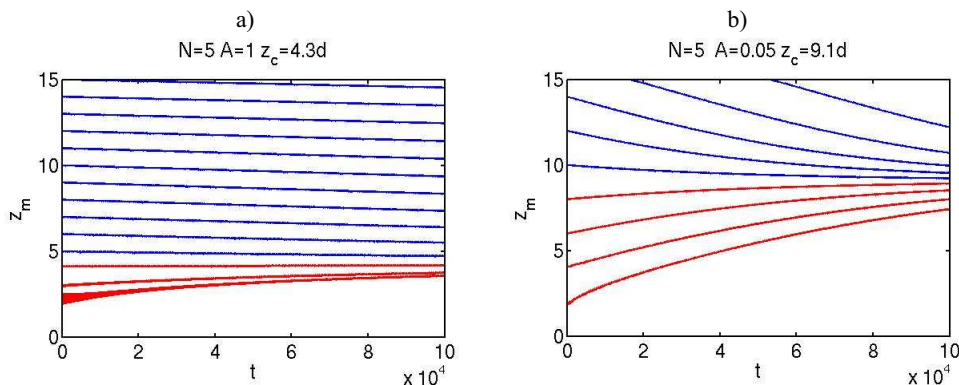 a)
N=5 A=1 z_c=4.3d
15
10
5
0
z_m
0 2 4 6 8 10
t
x 10^4
b)
N=5 A=0.05 z_c=9.1d
15
10
5
0
z_m
0 2 4 6 8 10
t
x 10^4